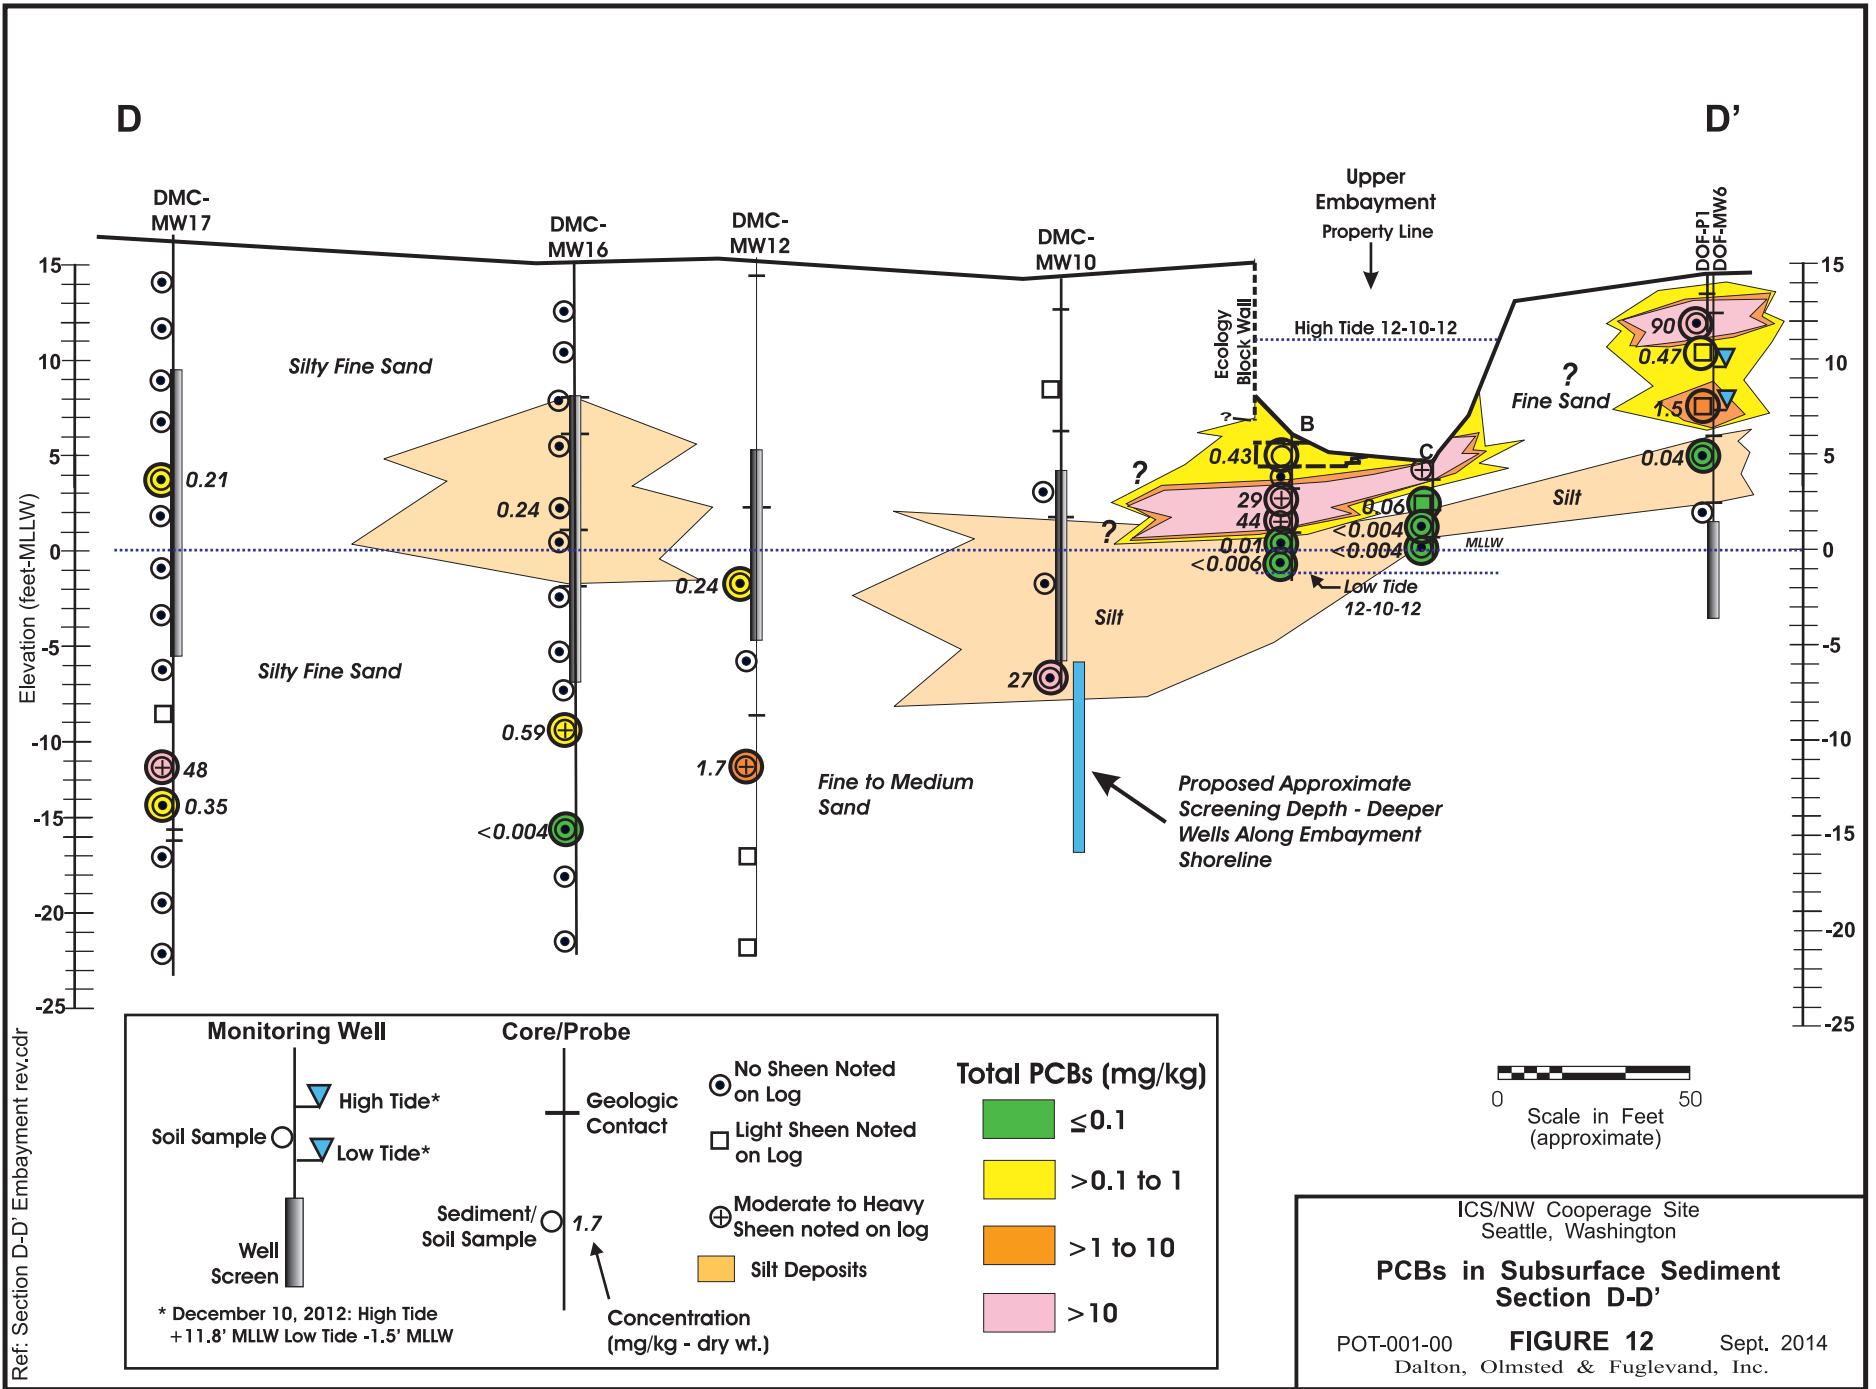 D
D'
DMC-
MW17
DMC-
MW16
DMC-
MW12
DMC-
MW10
Upper
Embayment
Property Line
DOF-P1
DOF-MW6
Ecology
Block Wall
High Tide 12-10-12
15
10
5
0
-5
-10
-15
-20
-25
Elevation (feet-MLLW)
15
10
5
0
-5
-10
-15
-20
-25
Silty Fine Sand
Silty Fine Sand
0.21
48
0.35
0.24
0.59
<0.004
0.24
1.7
27
Fine to Medium
Sand
Silt
?
?
?
B
C
0.43
29
44
0.01
<0.006
0.06
<0.004
<0.004
MLLW
Low Tide
12-10-12
Silt
?
Fine Sand
90
0.47
1.5
0.04
Proposed Approximate
Screening Depth - Deeper
Wells Along Embayment
Shoreline
Monitoring Well
High Tide*
Soil Sample
Low Tide*
Well
Screen
* December 10, 2012: High Tide
+11.8' MLLW Low Tide -1.5' MLLW
Core/Probe
Geologic
Contact
Sediment/
Soil Sample
1.7
Concentration
(mg/kg - dry wt.)
No Sheen Noted
on Log
Light Sheen Noted
on Log
Moderate to Heavy
Sheen noted on log
Silt Deposits
Total PCBs (mg/kg)
≤0.1
>0.1 to 1
>1 to 10
>10
0 50
Scale in Feet
(approximate)
ICS/NW Cooperage Site
Seattle, Washington
PCBs in Subsurface Sediment
Section D-D'
POT-001-00 FIGURE 12 Sept. 2014
Dalton, Olmsted & Fuglevand, Inc.
Ref: Section D-D' Embayment rev.cdr